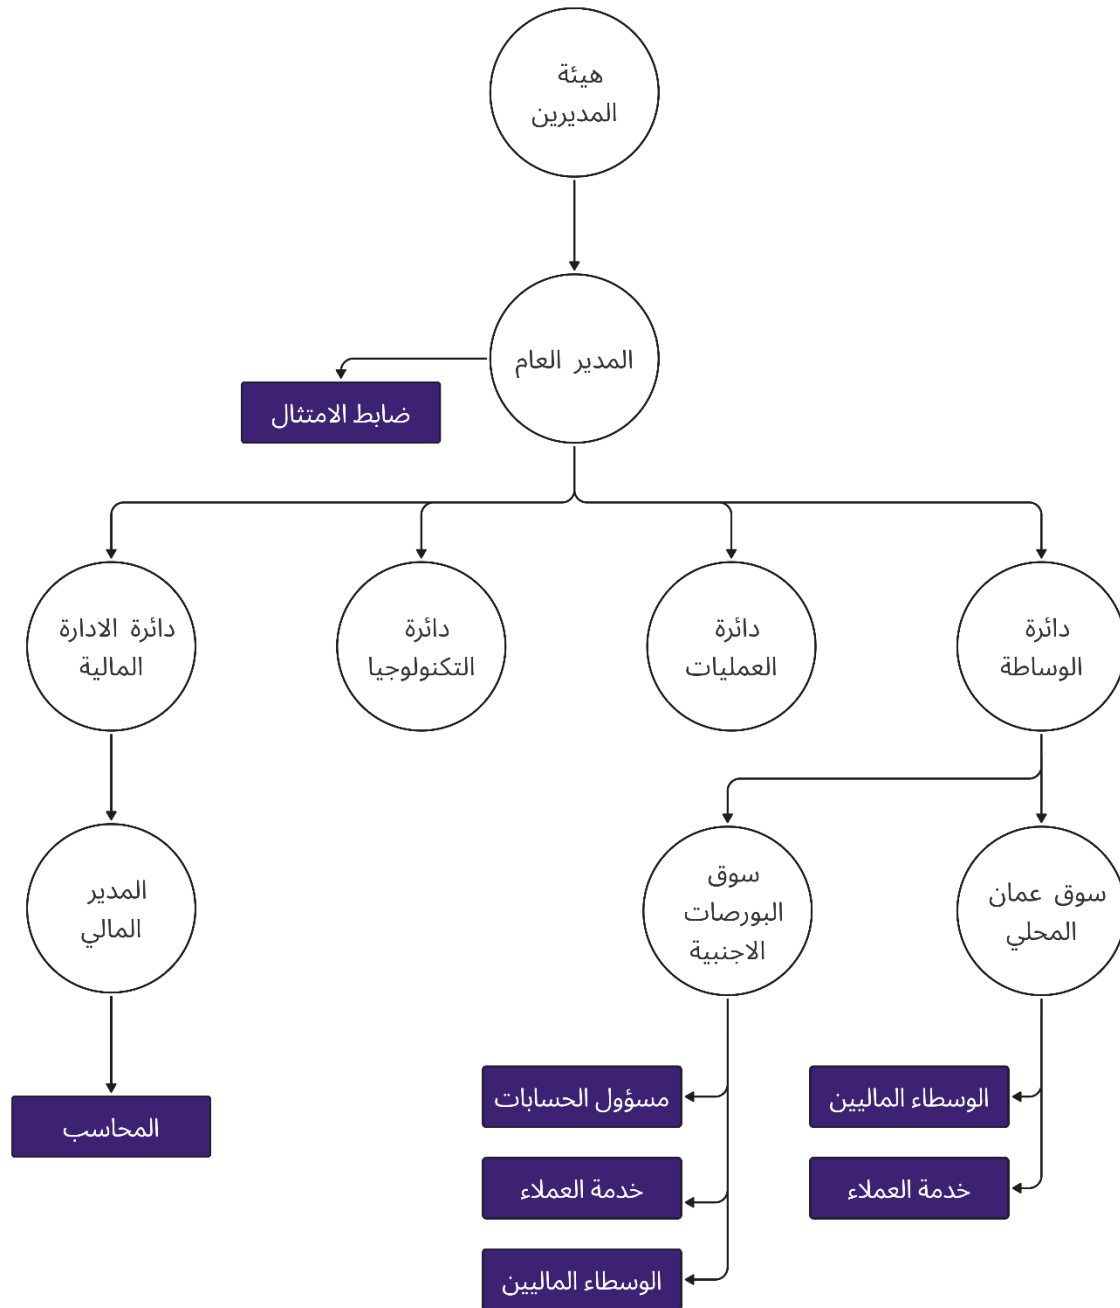 هيئة
المديرين
المدير العام
ضابط الامتثال
دائرة
الوساطة
دائرة
العمليات
دائرة
التكنولوجيا
دائرة الادارة
المالية
سوق عمان
المحلي
سوق
البورصات
الاجنبية
المدير
المالي
الوسطاء الماليين
خدمة العملاء
مسؤول الحسابات
خدمة العملاء
الوسطاء الماليين
المحاسب